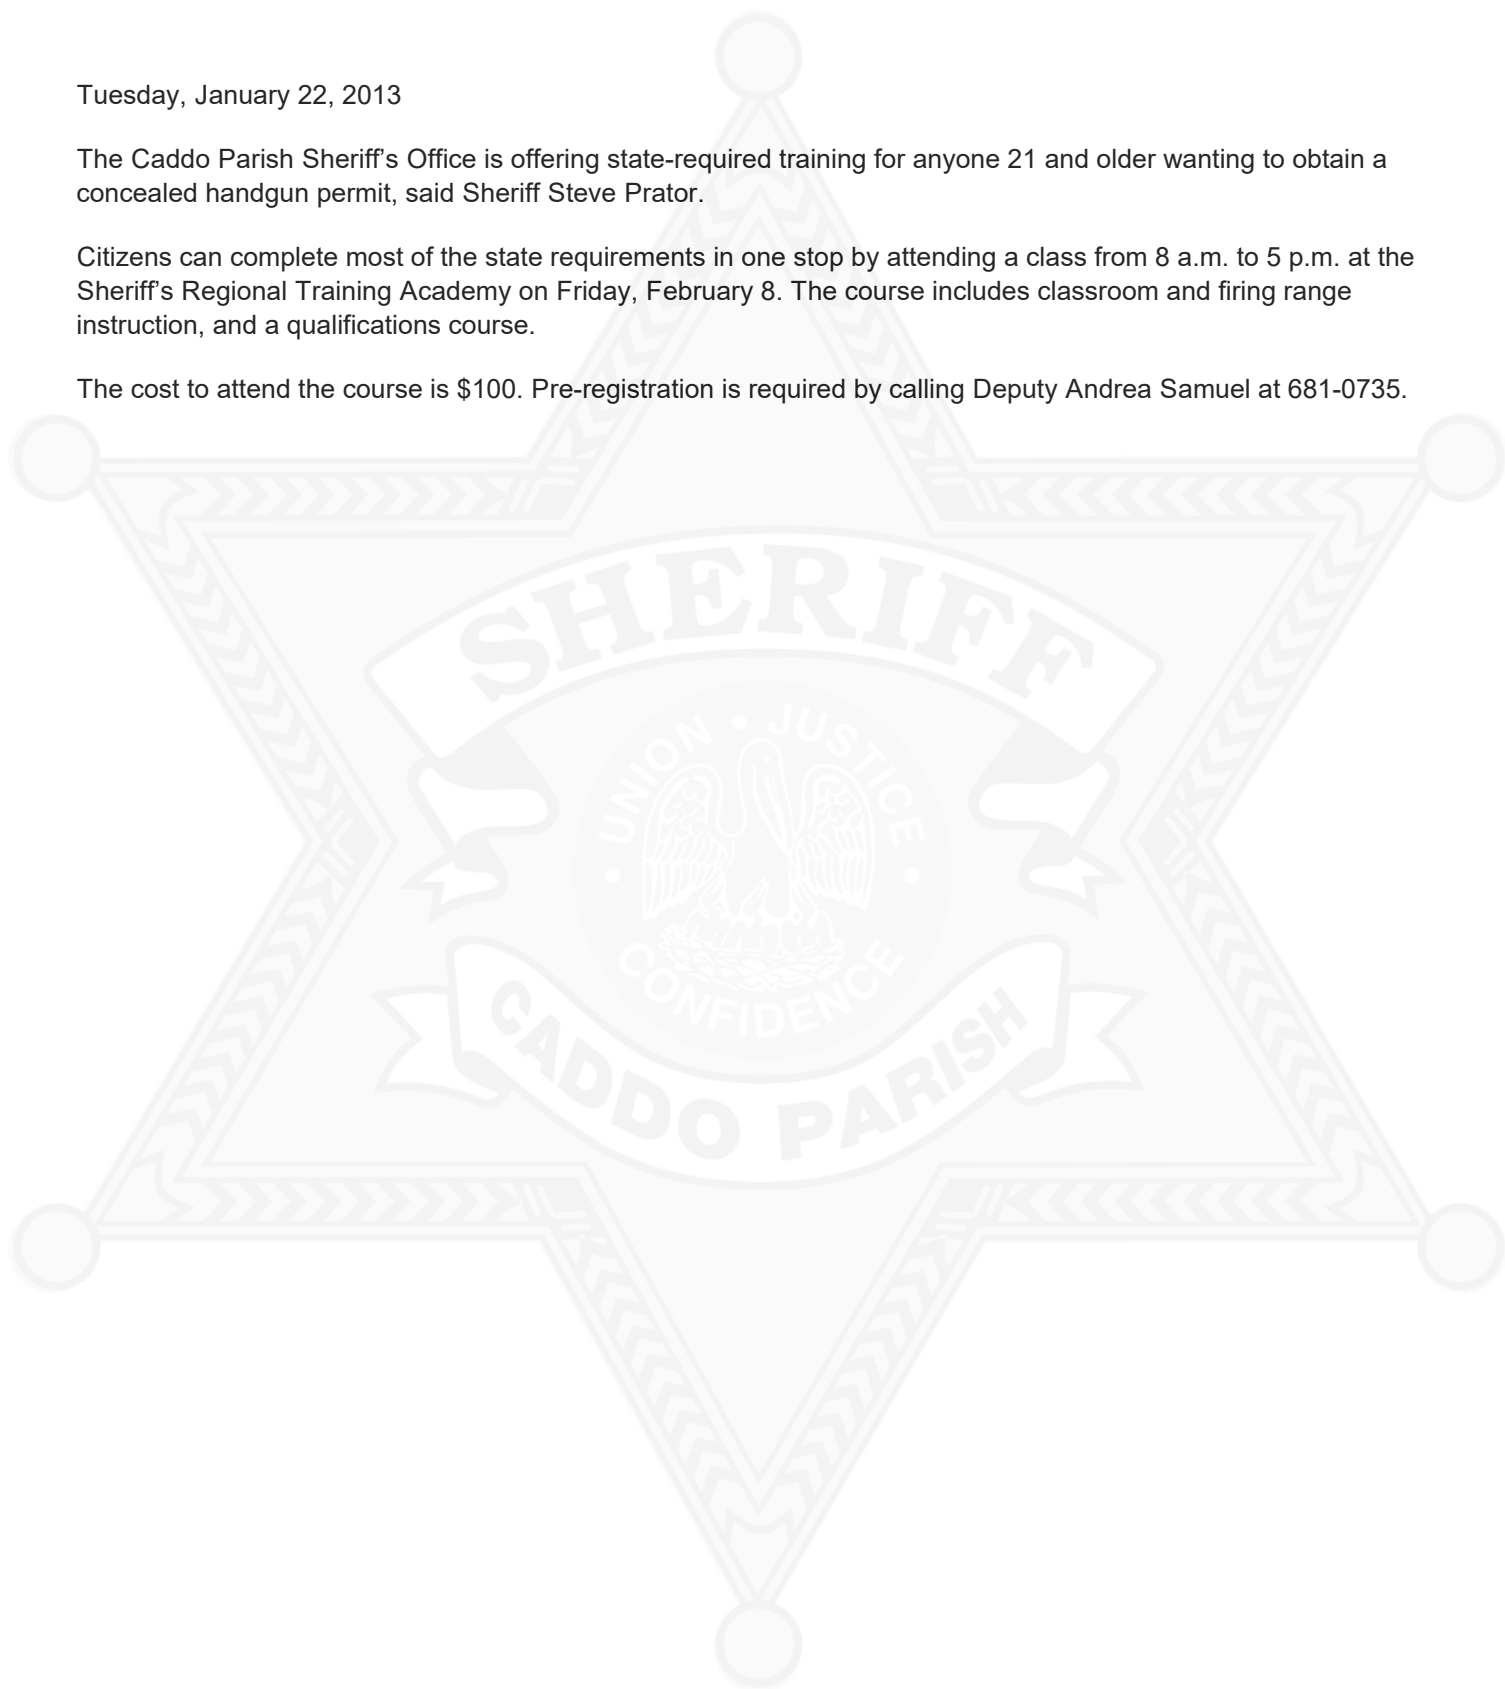 Tuesday, January 22, 2013
The Caddo Parish Sheriff’s Office is offering state-required training for anyone 21 and older wanting to obtain a
concealed handgun permit, said Sheriff Steve Prator.
Citizens can complete most of the state requirements in one stop by attending a class from 8 a.m. to 5 p.m. at the
Sheriff’s Regional Training Academy on Friday, February 8. The course includes classroom and firing range
instruction, and a qualifications course.
The cost to attend the course is $100. Pre-registration is required by calling Deputy Andrea Samuel at 681-0735.
SHERIFF
UNION • JUSTICE •
• CONFIDENCE
CADDO PARISH